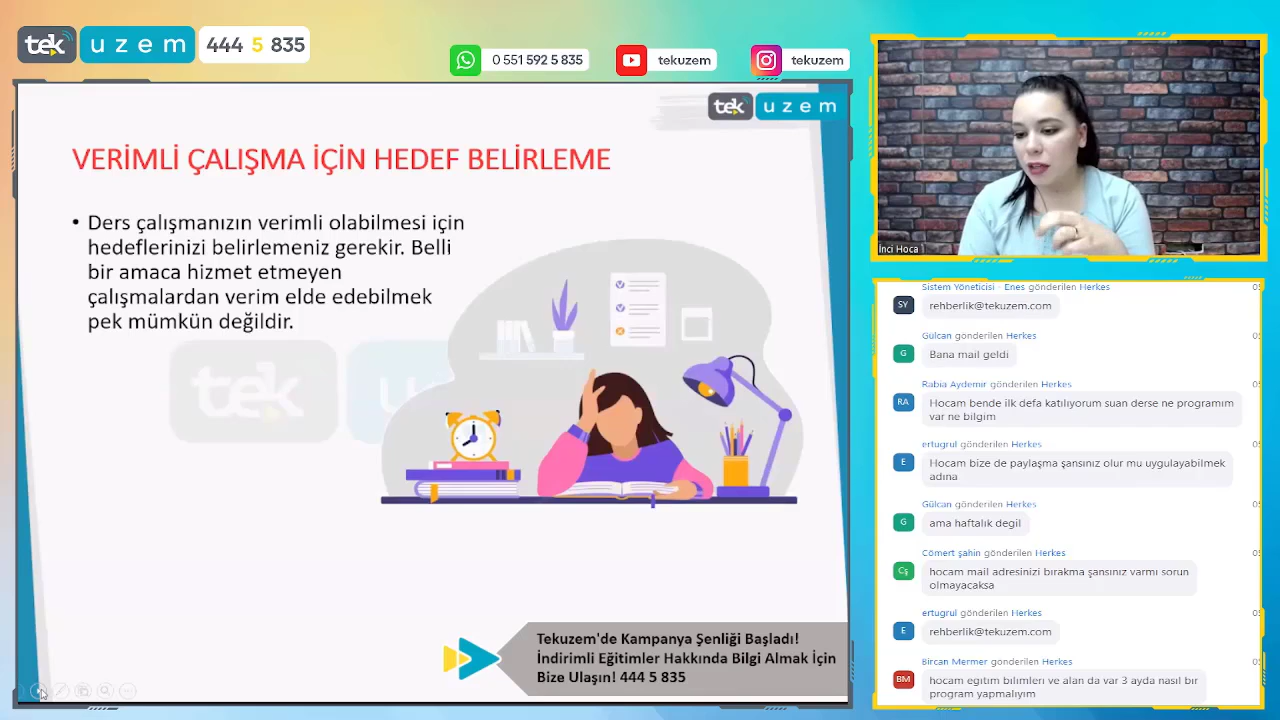 tek uzem 444 5 835
0 551 592 5 835
tekuzem
tekuzem
tek uzem
VERİMLİ ÇALIŞMA İÇİN HEDEF BELİRLEME
• Ders çalışmanızın verimli olabilmesi için
hedeflerinizi belirlemeniz gerekir. Belli
bir amaca hizmet etmeyen
çalışmalardan verim elde edebilmek
pek mümkün değildir.
tek u
Tekuzem'de Kampanya Şenliği Başladı!
İndirimli Eğitimler Hakkında Bilgi Almak İçin
Bize Ulaşın! 444 5 835
İnci Hoca
Sistem Yöneticisi - Enes gönderilen Herkes
SY
rehberlik@tekuzem.com
Gülcan gönderilen Herkes
G
Bana mail geldi
Rabia Aydemir gönderilen Herkes
RA
Hocam bende ilk defa katılıyorum suan derse ne programım
var ne bilgim
ertugrul gönderilen Herkes
E
Hocam bize de paylaşma şansınız olur mu uygulayabilmek
adına
Gülcan gönderilen Herkes
G
ama haftalık degil
Cömert şahin gönderilen Herkes
CŞ
hocam mail adresinizi bırakma şansınız varmı sorun
olmayacaksa
ertugrul gönderilen Herkes
E
rehberlik@tekuzem.com
Bircan Mermer gönderilen Herkes
BM
hocam egitim bilimleri ve alan da var 3 ayda nasıl bir
program yapmalıyım